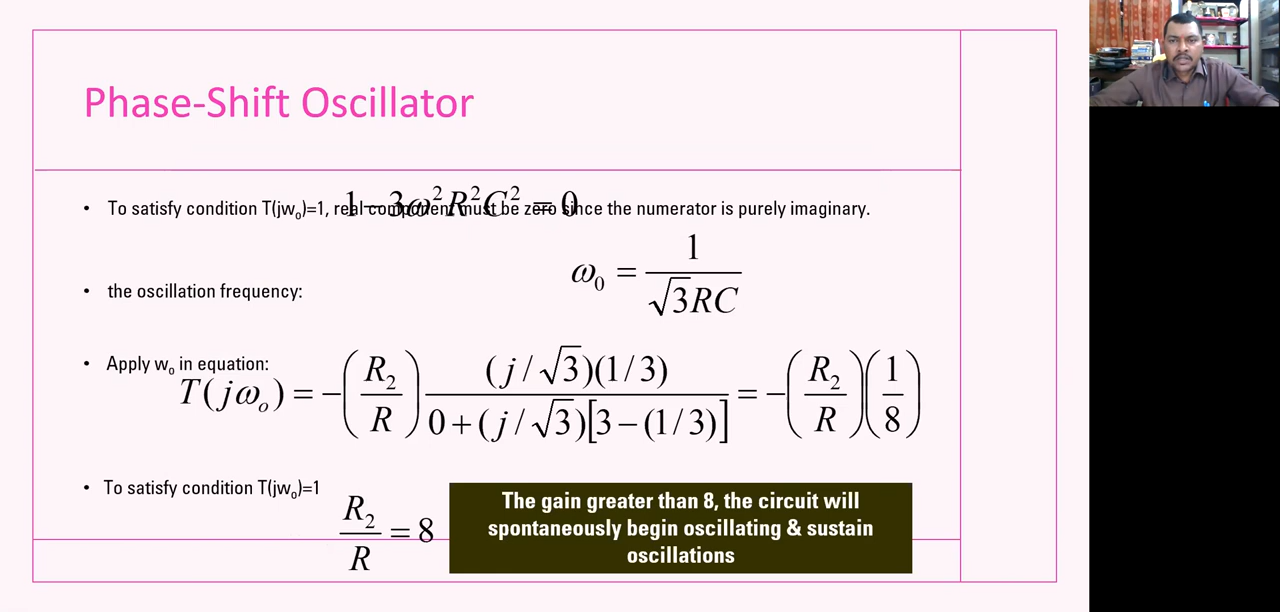 Phase-Shift Oscillator
• To satisfy condition T(jw₀)=1, real component must be zero since the numerator is purely imaginary.
1 − 3ω²R²C² = 0
• the oscillation frequency:
ω₀ = 1 / (√3RC)
• Apply w₀ in equation:
T(jωₒ) = −(R₂/R) (j/√3)(1/3) / (0+(j/√3)[3−(1/3)]) = −(R₂/R)(1/8)
• To satisfy condition T(jw₀)=1
R₂/R = 8
The gain greater than 8, the circuit will
spontaneously begin oscillating & sustain
oscillations